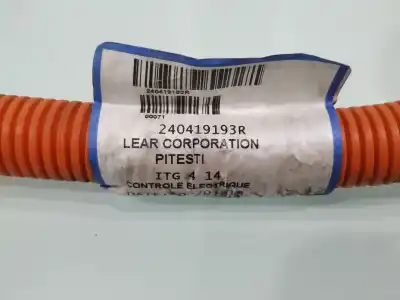 240419193R
00071
240419193R
LEAR CORPORATION
PITESTI
ITG 4 14
CONTROLE ELECTRIQUE